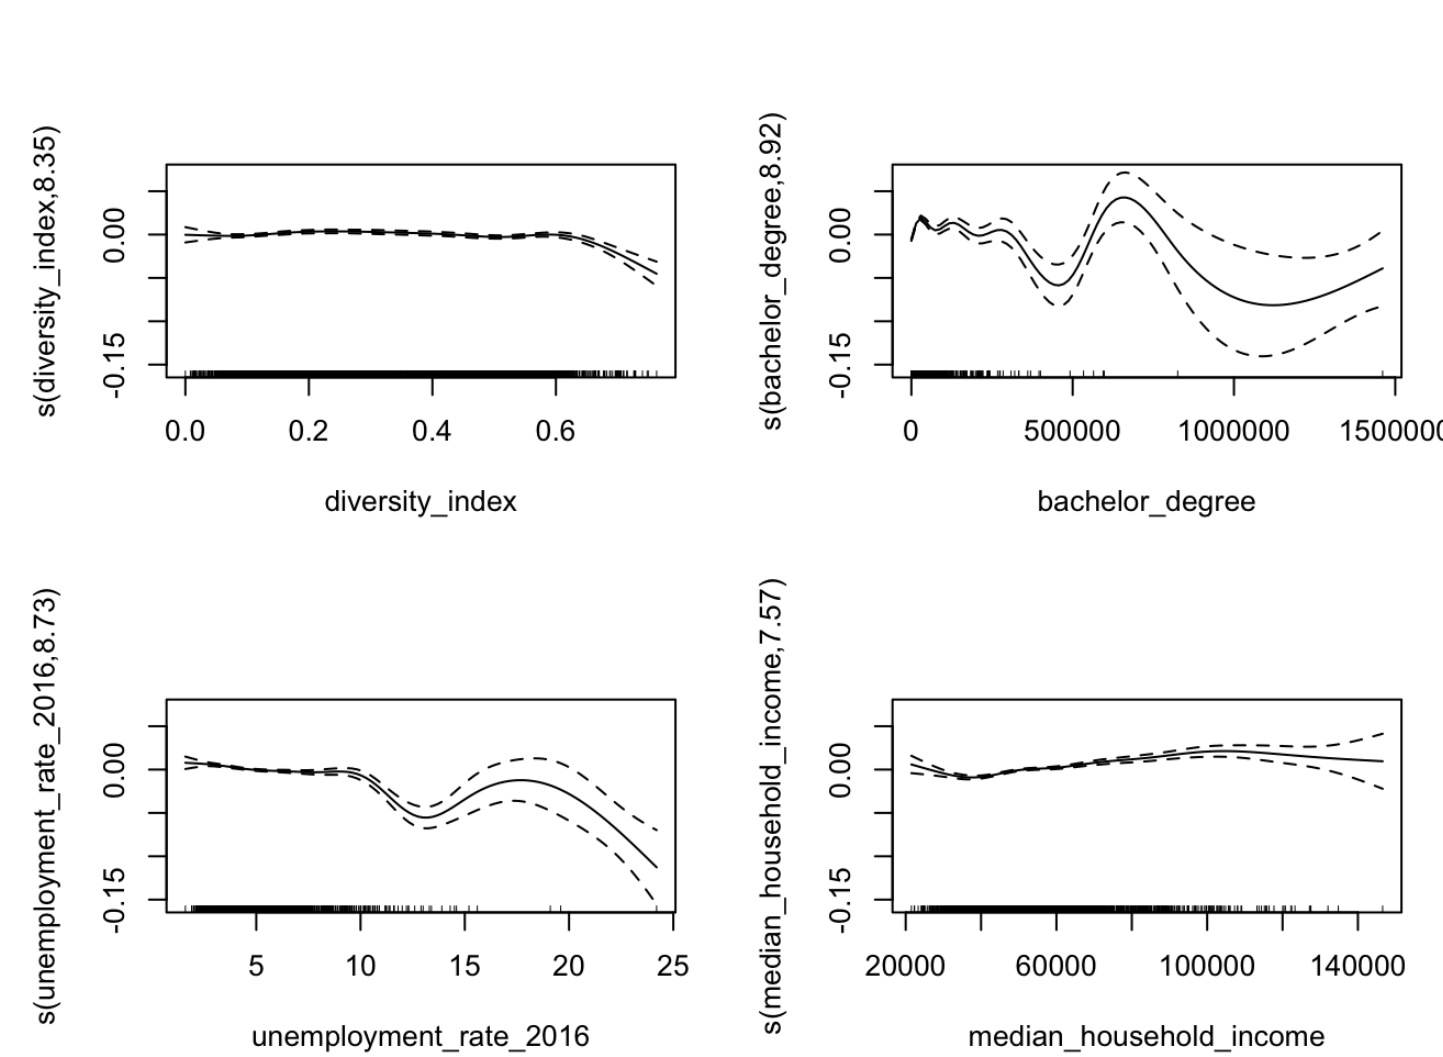 s(diversity_index,8.35)
0.00
-0.15
0.0 0.2 0.4 0.6
diversity_index
s(bachelor_degree,8.92)
0.00
-0.15
0 500000 1000000 1500000
bachelor_degree
s(unemployment_rate_2016,8.73)
0.00
-0.15
5 10 15 20 25
unemployment_rate_2016
s(median_household_income,7.57)
0.00
-0.15
20000 60000 100000 140000
median_household_income